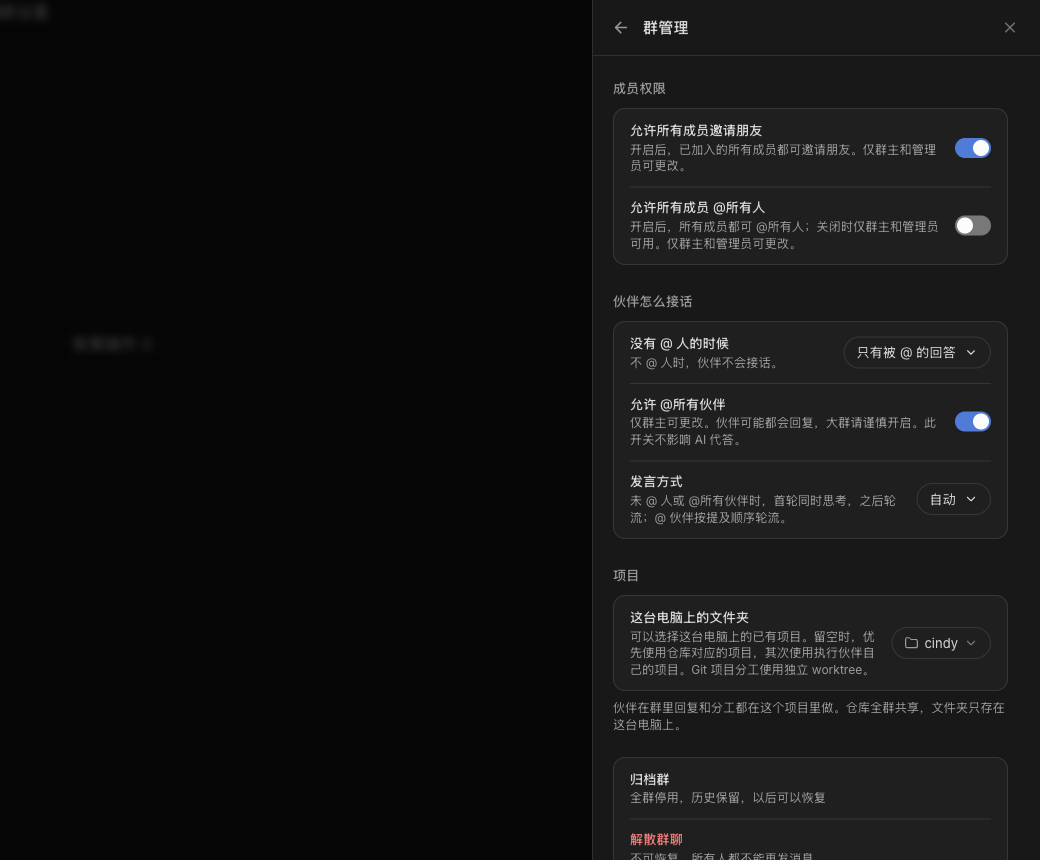 群管理
成员权限
允许所有成员邀请朋友
开启后，已加入的所有成员都可邀请朋友。仅群主和管理
员可更改。
允许所有成员 @所有人
开启后，所有成员都可 @所有人；关闭时仅群主和管理员
可用。仅群主和管理员可更改。
伙伴怎么接话
没有 @ 人的时候
不 @ 人时，伙伴不会接话。
只有被 @ 的回答
允许 @所有伙伴
仅群主可更改。伙伴可能都会回复，大群请谨慎开启。此
开关不影响 AI 代答。
发言方式
未 @ 人或 @所有伙伴时，首轮同时思考，之后轮
流；@ 伙伴按提及顺序轮流。
自动
项目
这台电脑上的文件夹
可以选择这台电脑上的已有项目。留空时，优
先使用仓库对应的项目，其次使用执行伙伴自
己的项目。Git 项目分工使用独立 worktree。
cindy
伙伴在群里回复和分工都在这个项目里做。仓库全群共享，文件夹只存在
这台电脑上。
归档群
全群停用，历史保留，以后可以恢复
解散群聊
不可恢复，所有人都不能再发消息